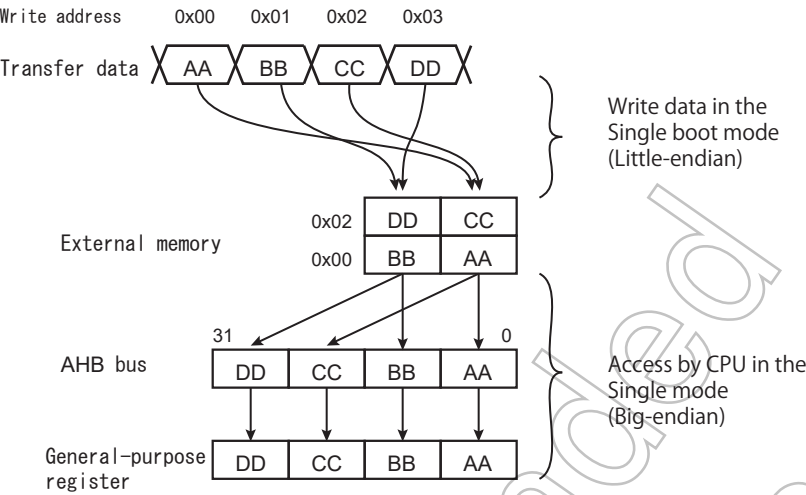 Write address 0x00 0x01 0x02 0x03
Transfer data AA BB CC DD
Write data in the
Single boot mode
(Little-endian)
0x02 DD CC
External memory
0x00 BB AA
31 0
AHB bus DD CC BB AA
Access by CPU in the
Single mode
(Big-endian)
General-purpose
register
DD CC BB AA